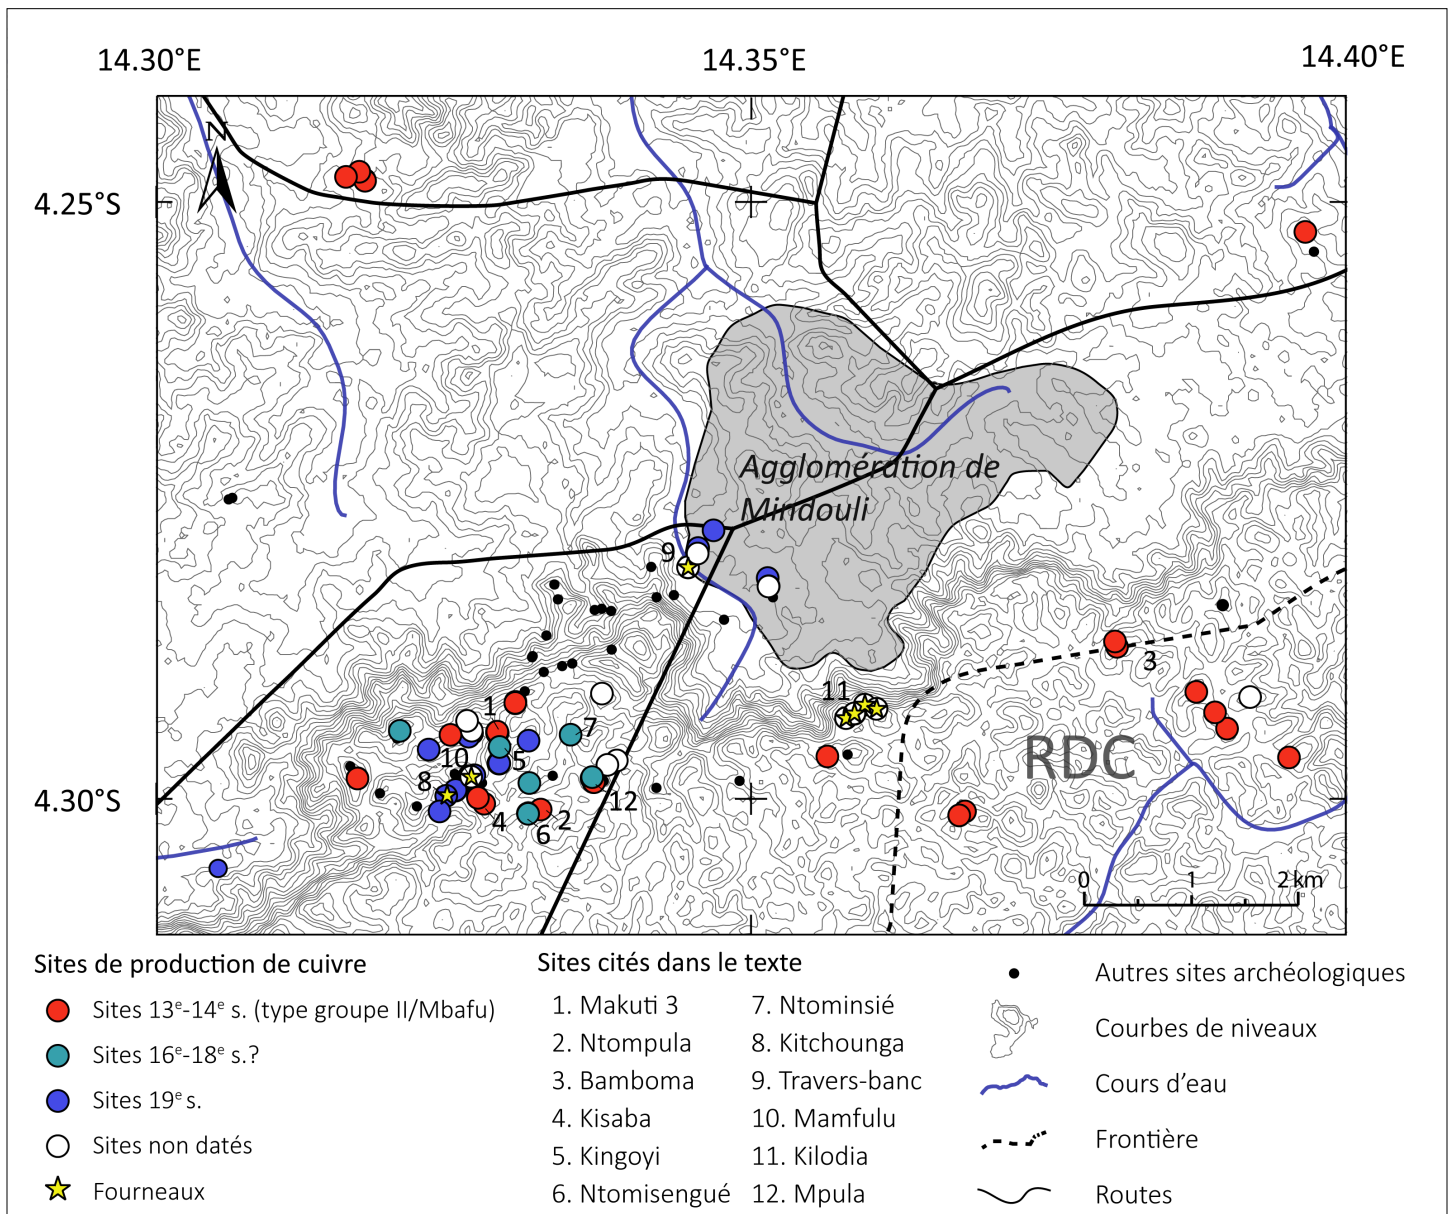 14.30°E 14.35°E 14.40°E
N
4.25°S
Agglomération de
Mindouli
9
3
11
1
7
RDC
10
5
4.30°S
8
12
4
2
6
0 1 2 km
Sites de production de cuivre
Sites 13e-14e s. (type groupe II/Mbafu)
Sites 16e-18e s.?
Sites 19e s.
Sites non datés
Fourneaux
Sites cités dans le texte
1. Makuti 3
2. Ntompula
3. Bamboma
4. Kisaba
5. Kingoyi
6. Ntomisengué
7. Ntominsié
8. Kitchounga
9. Travers-banc
10. Mamfulu
11. Kilodia
12. Mpula
Autres sites archéologiques
Courbes de niveaux
Cours d'eau
Frontière
Routes